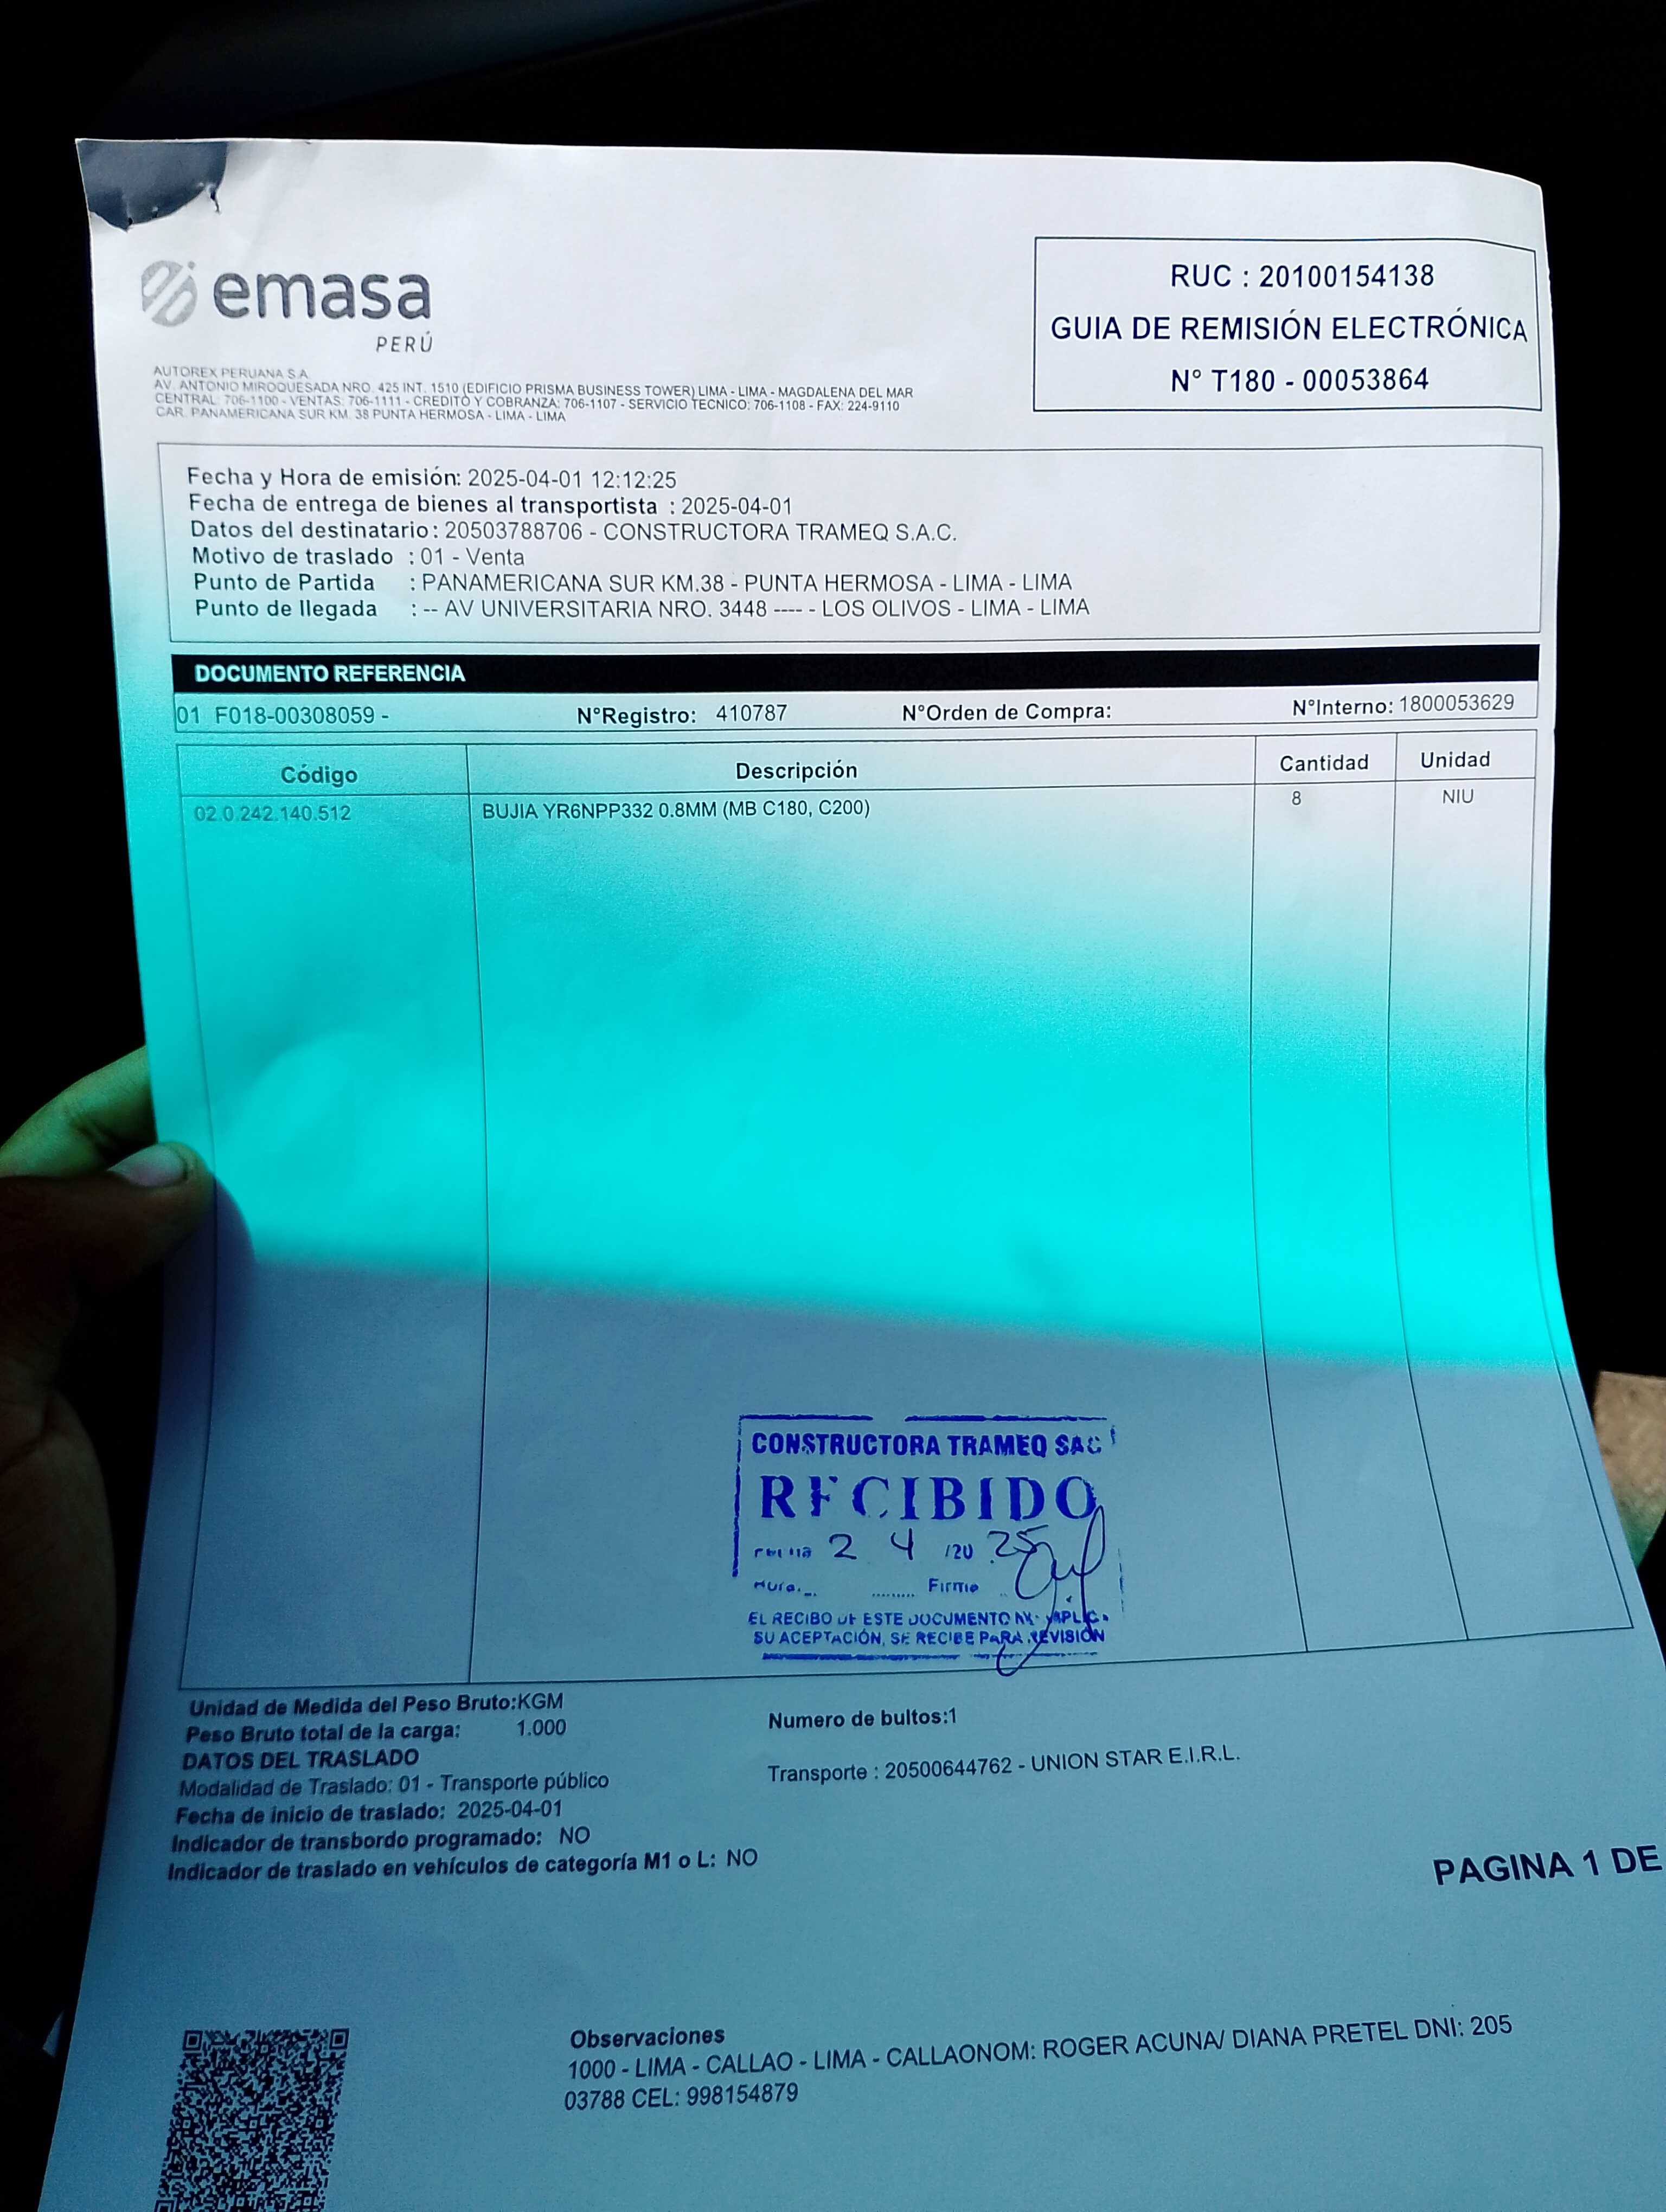 emasa
PERÚ
RUC : 20100154138
GUIA DE REMISIÓN ELECTRÓNICA
N° T180 - 00053864
AUTOREX PERUANA S.A.
AV. ANTONIO MIROQUESADA NRO. 425 INT. 1510 (EDIFICIO PRISMA BUSINESS TOWER) LIMA - LIMA - MAGDALENA DEL MAR
CENTRAL: 706-1100 - VENTAS: 706-1111 - CREDITO Y COBRANZA: 706-1107 - SERVICIO TECNICO: 706-1108 - FAX: 224-9110
CAR. PANAMERICANA SUR KM. 38 PUNTA HERMOSA - LIMA - LIMA
Fecha y Hora de emisión: 2025-04-01 12:12:25
Fecha de entrega de bienes al transportista : 2025-04-01
Datos del destinatario : 20503788706 - CONSTRUCTORA TRAMEQ S.A.C.
Motivo de traslado : 01 - Venta
Punto de Partida : PANAMERICANA SUR KM.38 - PUNTA HERMOSA - LIMA - LIMA
Punto de llegada : -- AV UNIVERSITARIA NRO. 3448 ---- - LOS OLIVOS - LIMA - LIMA
DOCUMENTO REFERENCIA
01 F018-00308059 - N°Registro: 410787 N°Orden de Compra: N°Interno: 1800053629
Código Descripción Cantidad Unidad
02.0.242.140.512 BUJIA YR6NPP332 0.8MM (MB C180, C200) 8 NIU
CONSTRUCTORA TRAMEQ SAC
RECIBIDO
Fecha 2 4 /20 25
Hora. ......... Firma
EL RECIBO DE ESTE DOCUMENTO
SU ACEPTACIÓN, SE RECIBE PARA REVISIÓN
Unidad de Medida del Peso Bruto:KGM
Peso Bruto total de la carga: 1.000 Numero de bultos:1
DATOS DEL TRASLADO
Modalidad de Traslado: 01 - Transporte público Transporte : 20500644762 - UNION STAR E.I.R.L.
Fecha de inicio de traslado: 2025-04-01
Indicador de transbordo programado: NO
Indicador de traslado en vehículos de categoría M1 o L: NO
PAGINA 1 DE
Observaciones
1000 - LIMA - CALLAO - LIMA - CALLAONOM: ROGER ACUNA/ DIANA PRETEL DNI: 205
03788 CEL: 998154879